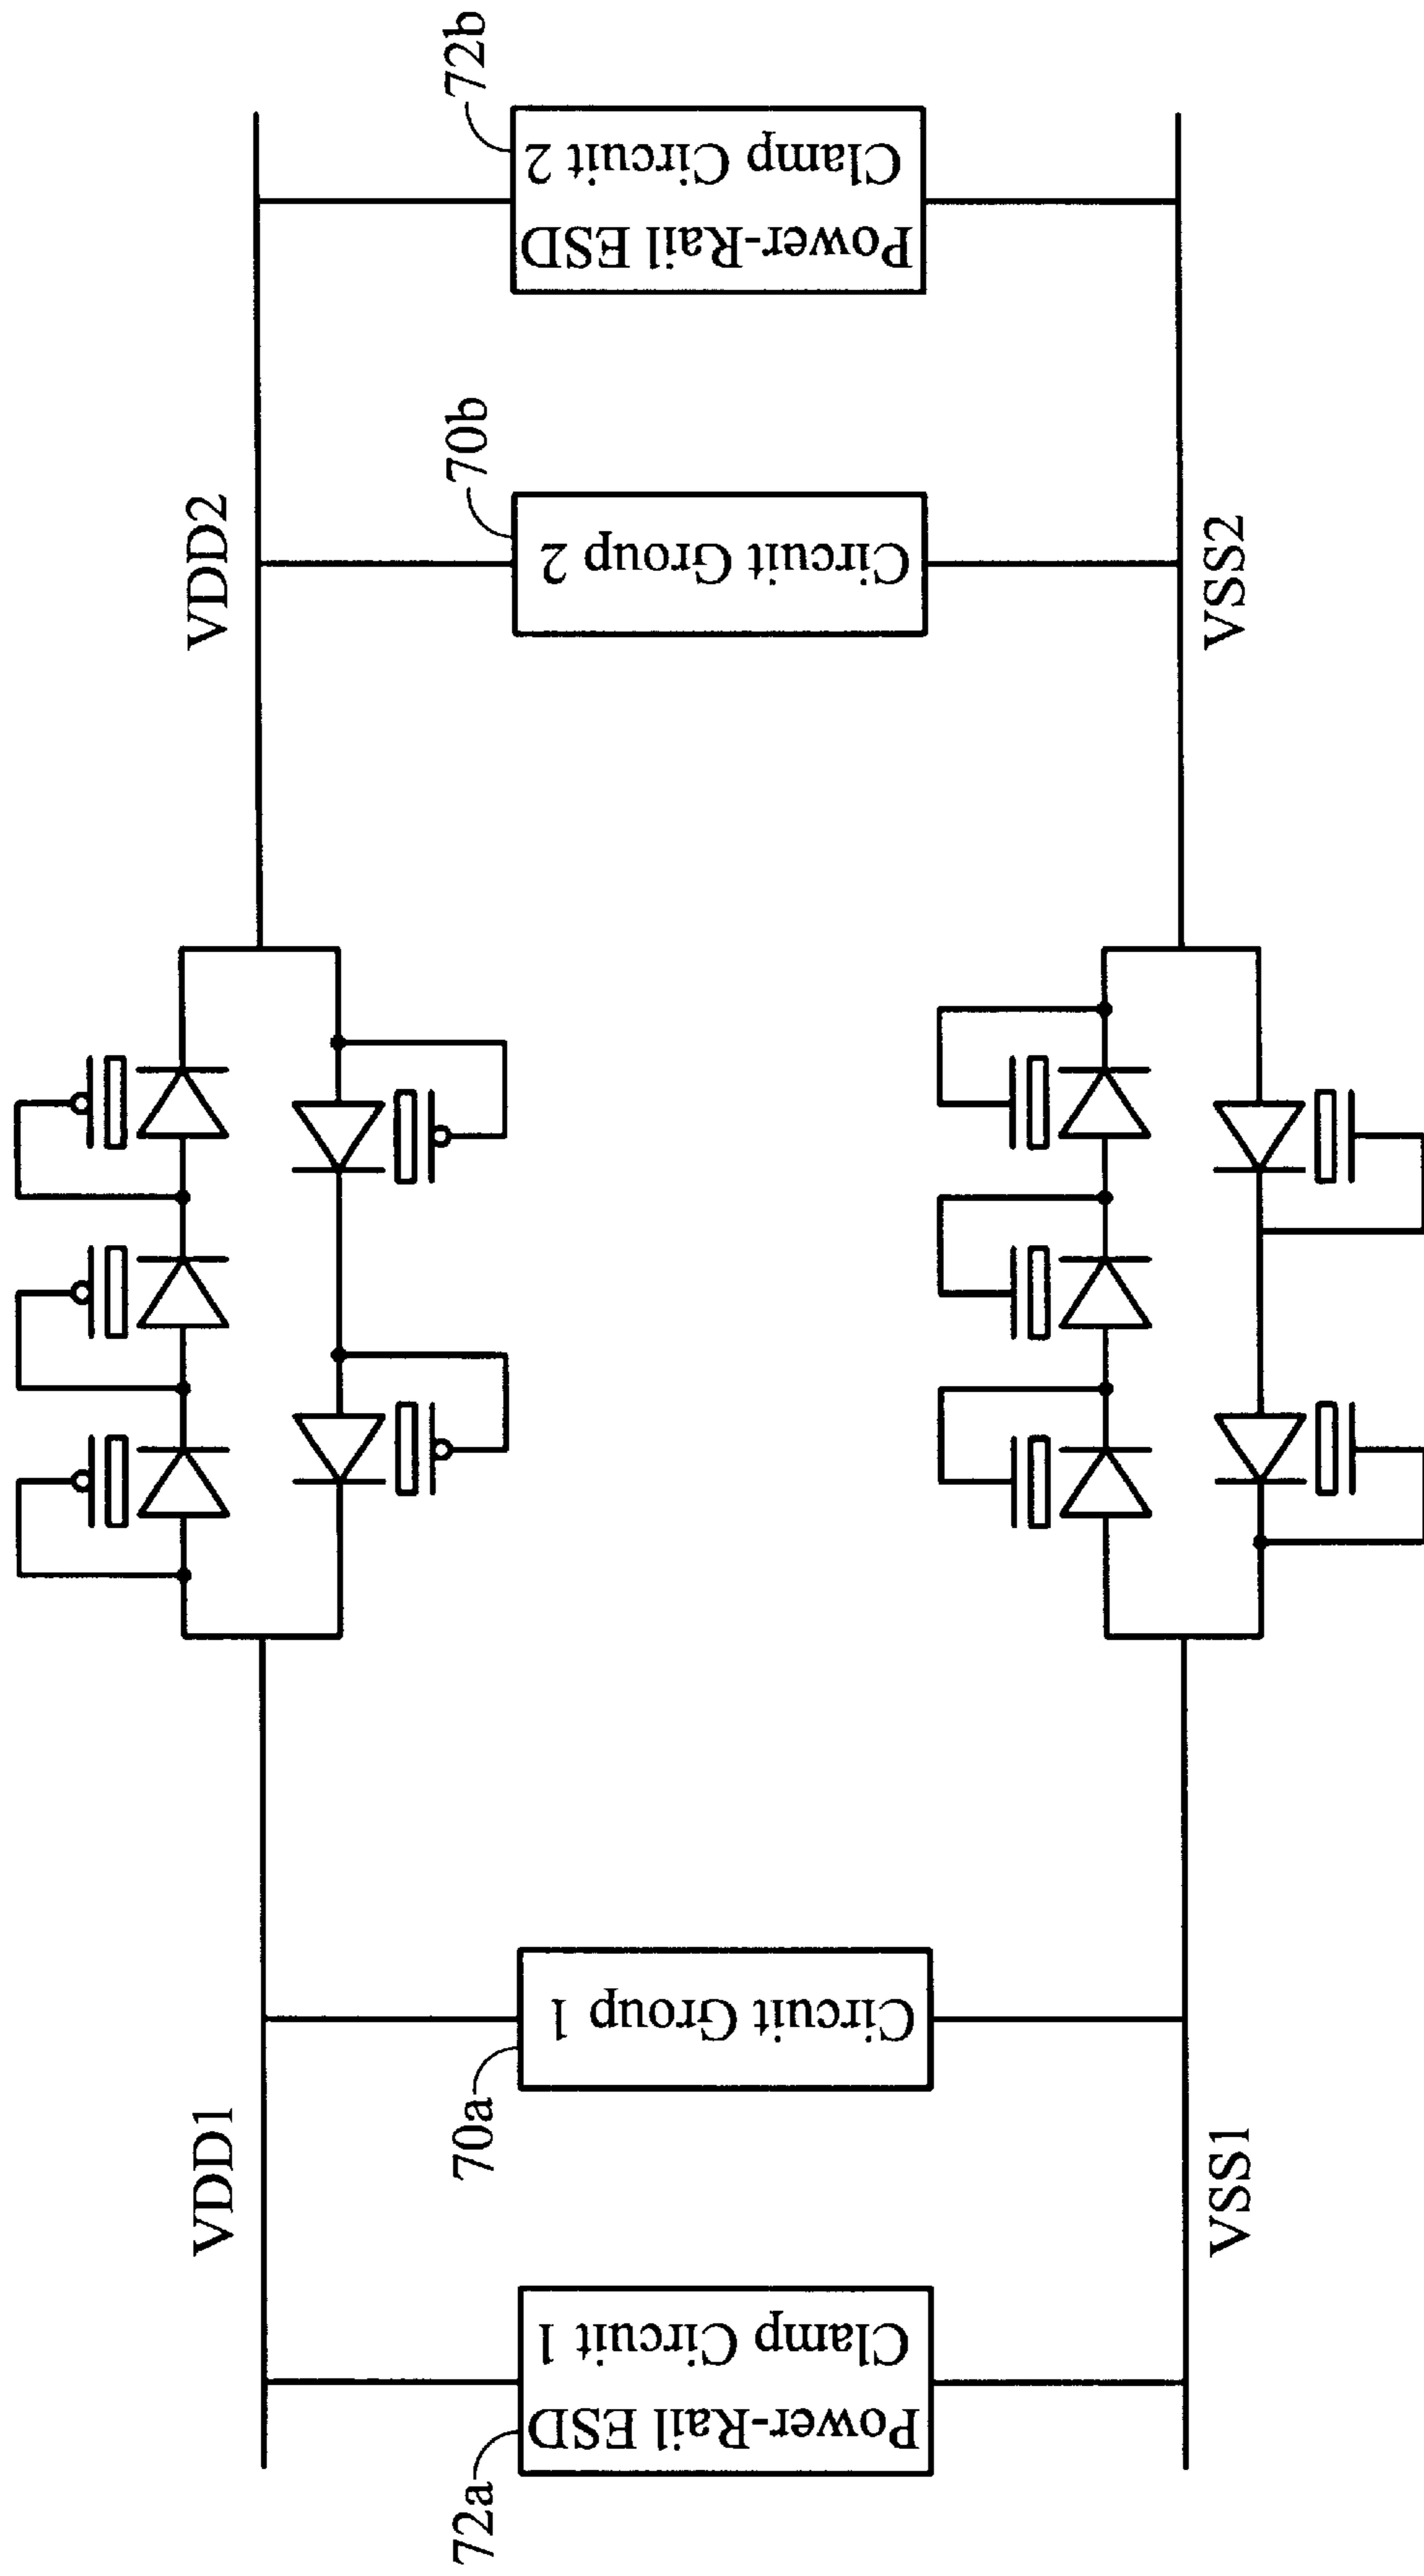 VDD1
VDD2
72a
Power-Rail ESD
Clamp Circuit 1
70a
Circuit Group 1
70b
Circuit Group 2
72b
Power-Rail ESD
Clamp Circuit 2
VSS1
VSS2